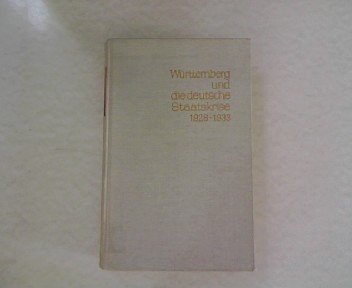 Württemberg
und
die deutsche
Staatskrise
1928-1933